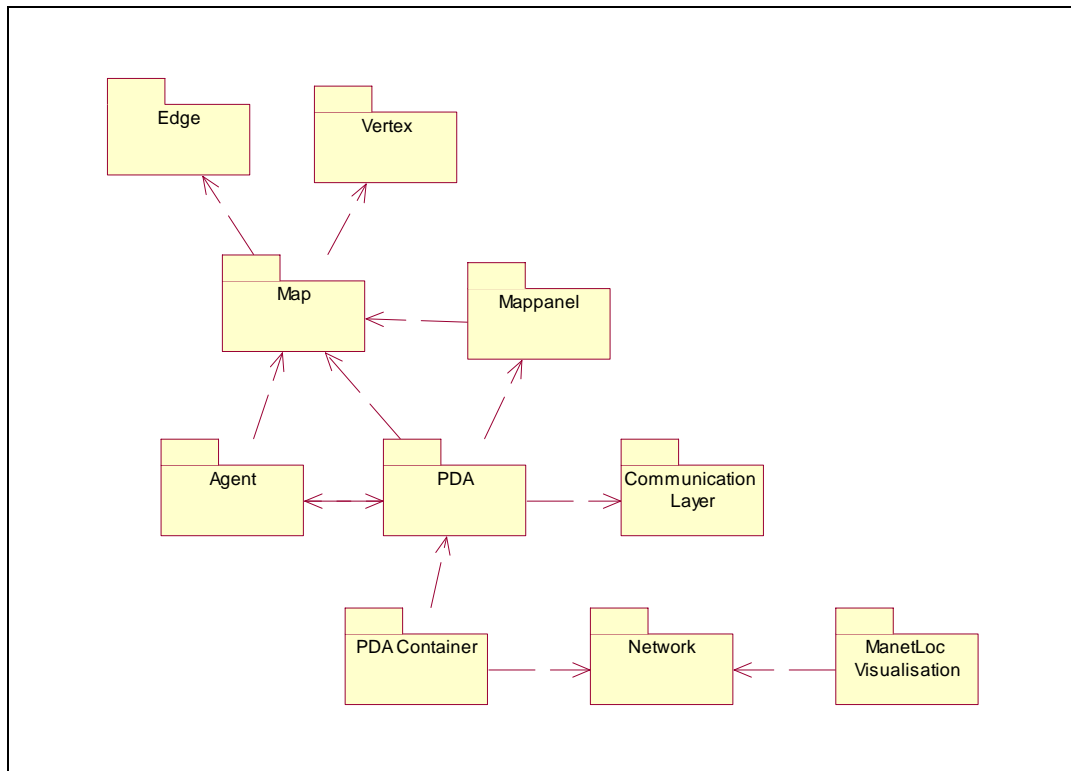 Edge
Vertex
Map
Mappanel
Agent
PDA
Communication
Layer
PDA Container
Network
ManetLoc
Visualisation